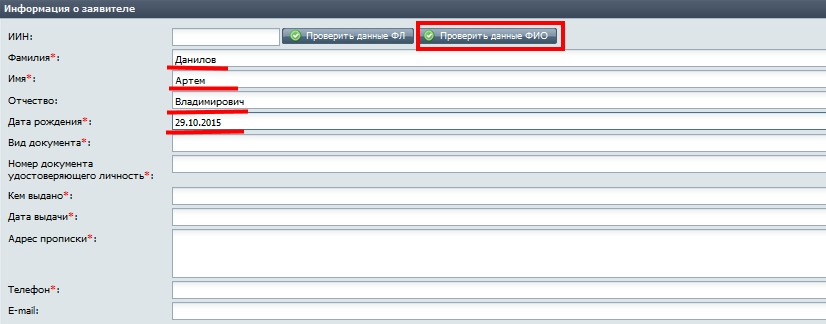 Информация о заявителе
ИИН: Проверить данные ФЛ Проверить данные ФИО
Фамилия*: Данилов
Имя*: Артем
Отчество: Владимирович
Дата рождения*: 29.10.2015
Вид документа*:
Номер документа
удостоверяющего личность*:
Кем выдано*:
Дата выдачи*:
Адрес прописки*:
Телефон*:
E-mail: